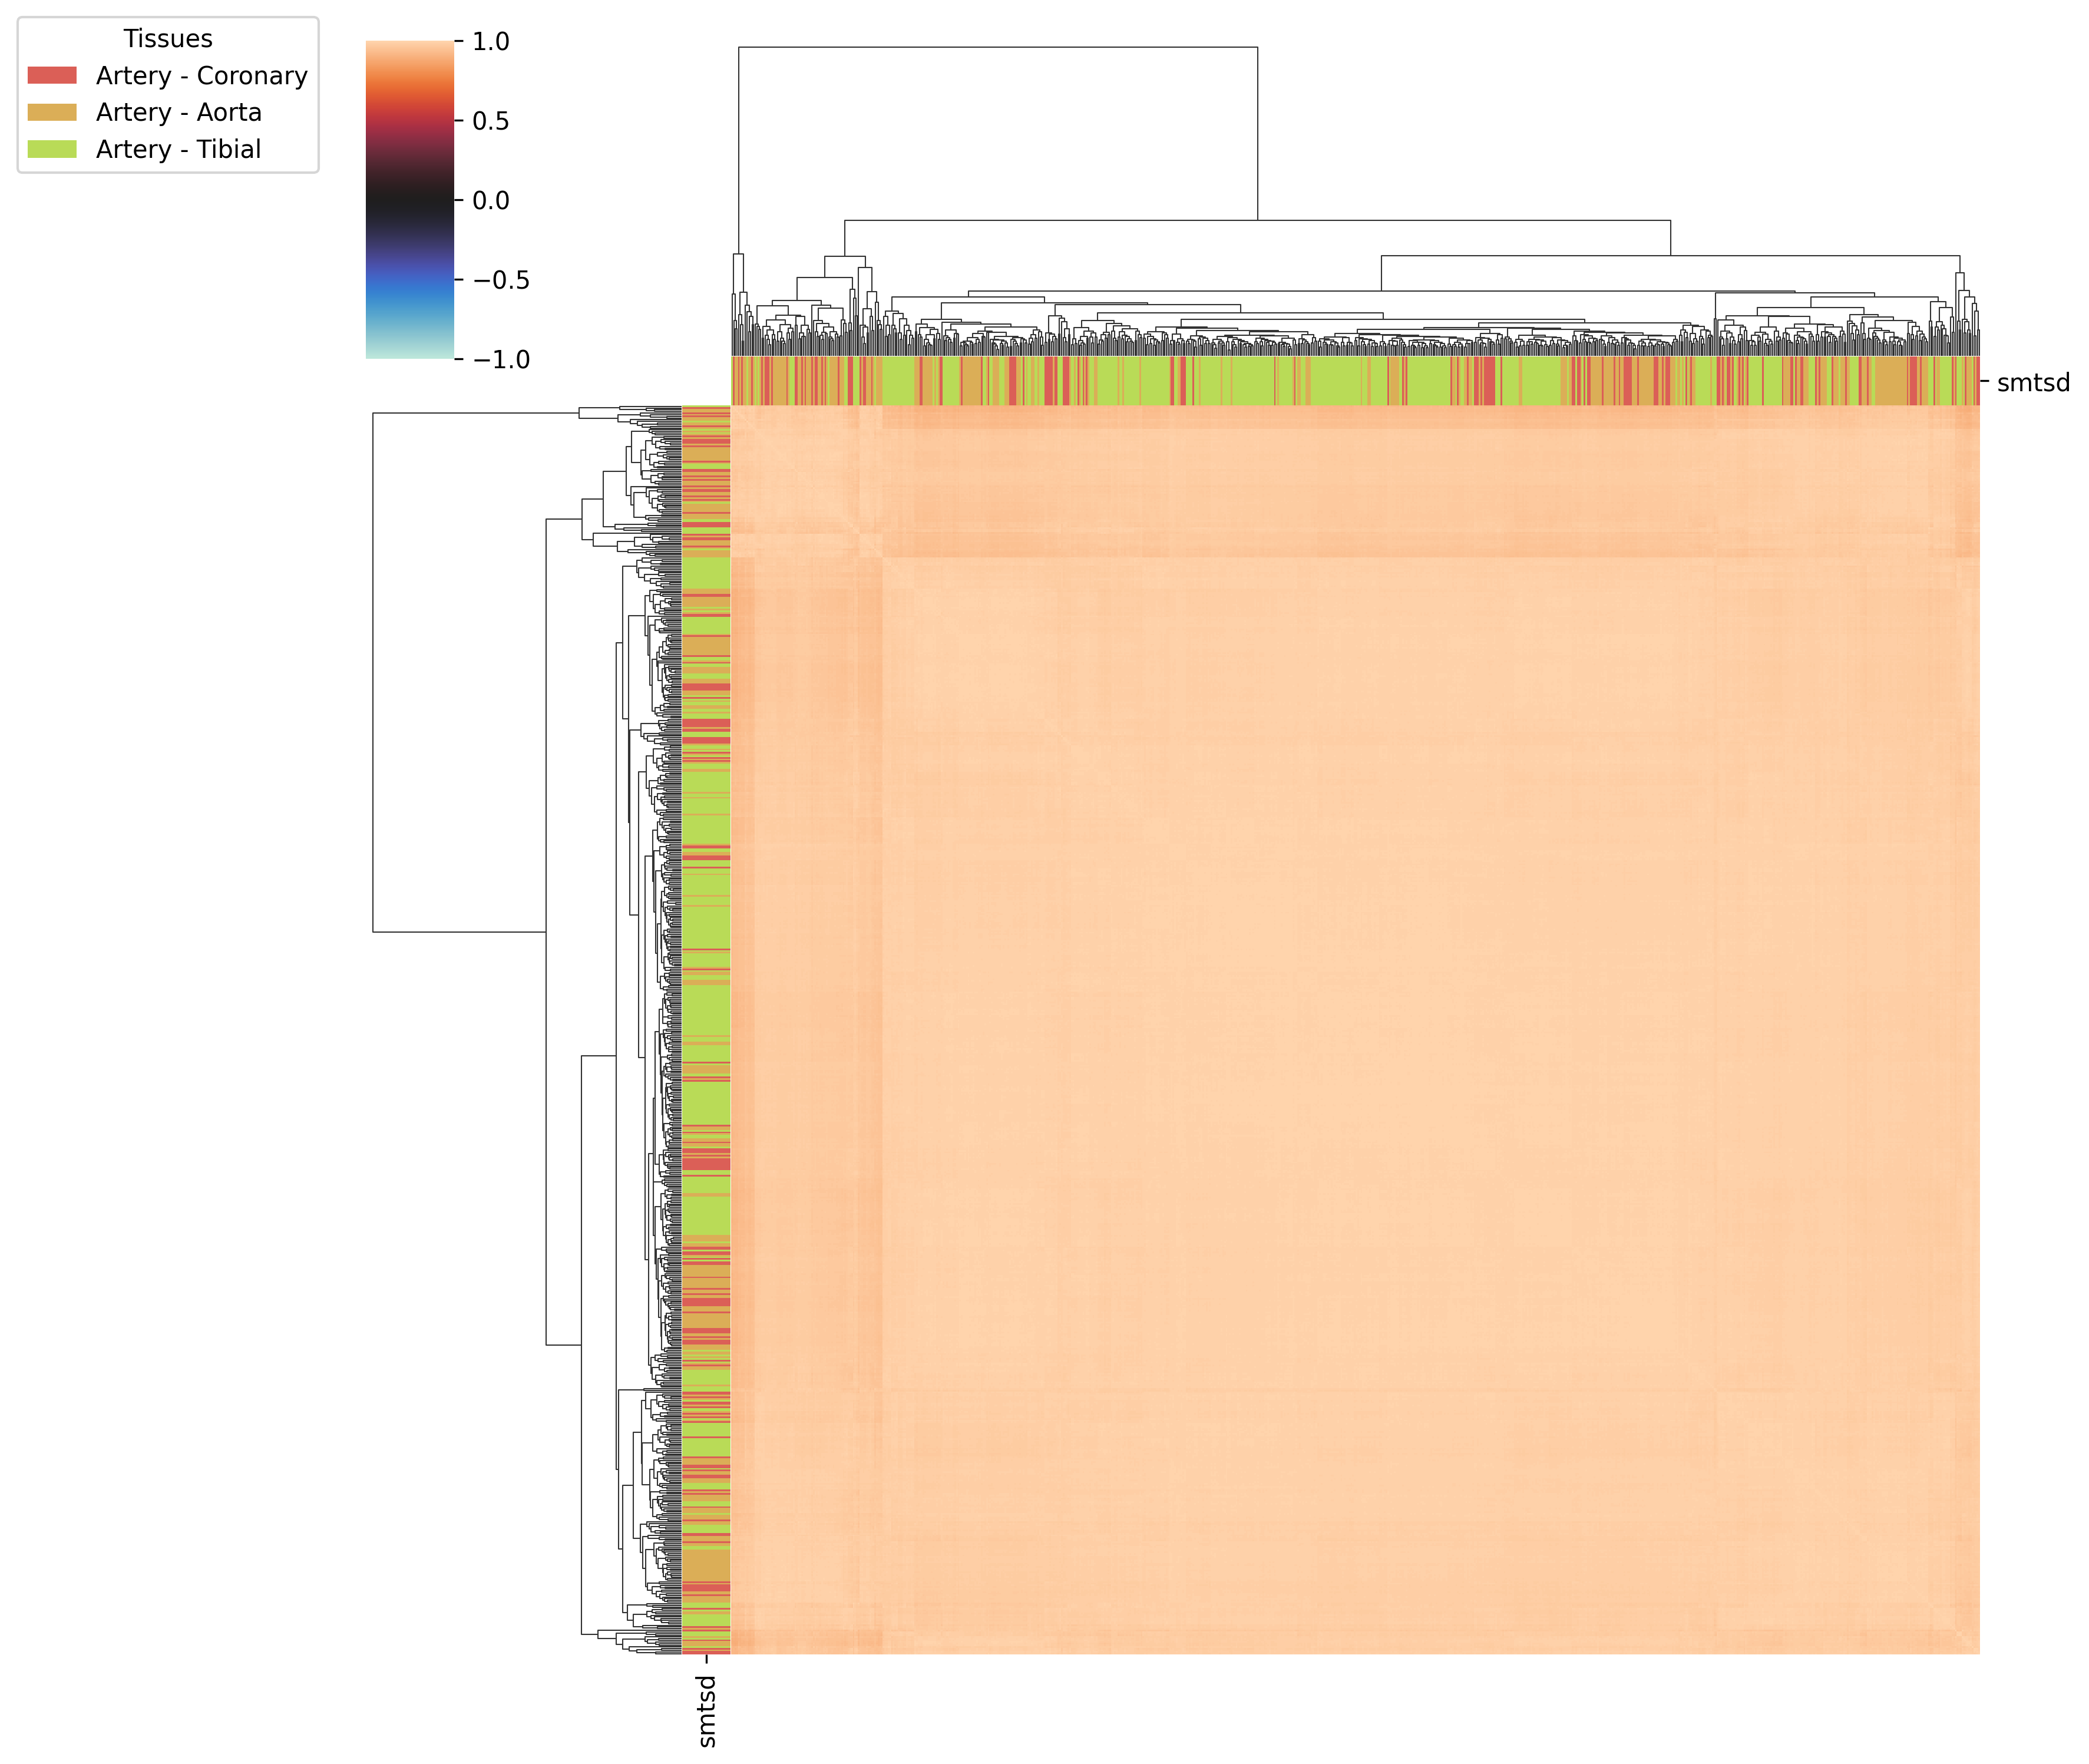 Tissues
Artery - Coronary
Artery - Aorta
Artery - Tibial
1.0
0.5
0.0
−0.5
−1.0
smtsd
smtsd